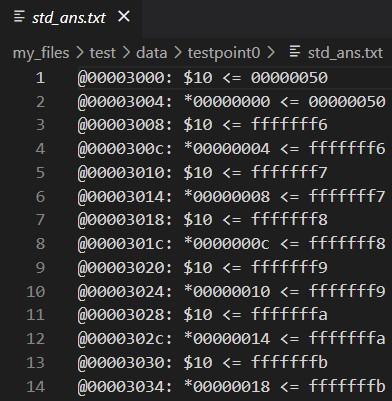 std_ans.txt ×
my_files > test > data > testpoint0 > std_ans.txt
1 @00003000: $10 <= 00000050
2 @00003004: *00000000 <= 00000050
3 @00003008: $10 <= fffffff6
4 @0000300c: *00000004 <= fffffff6
5 @00003010: $10 <= fffffff7
6 @00003014: *00000008 <= fffffff7
7 @00003018: $10 <= fffffff8
8 @0000301c: *0000000c <= fffffff8
9 @00003020: $10 <= fffffff9
10 @00003024: *00000010 <= fffffff9
11 @00003028: $10 <= fffffffa
12 @0000302c: *00000014 <= fffffffa
13 @00003030: $10 <= fffffffb
14 @00003034: *00000018 <= fffffffb